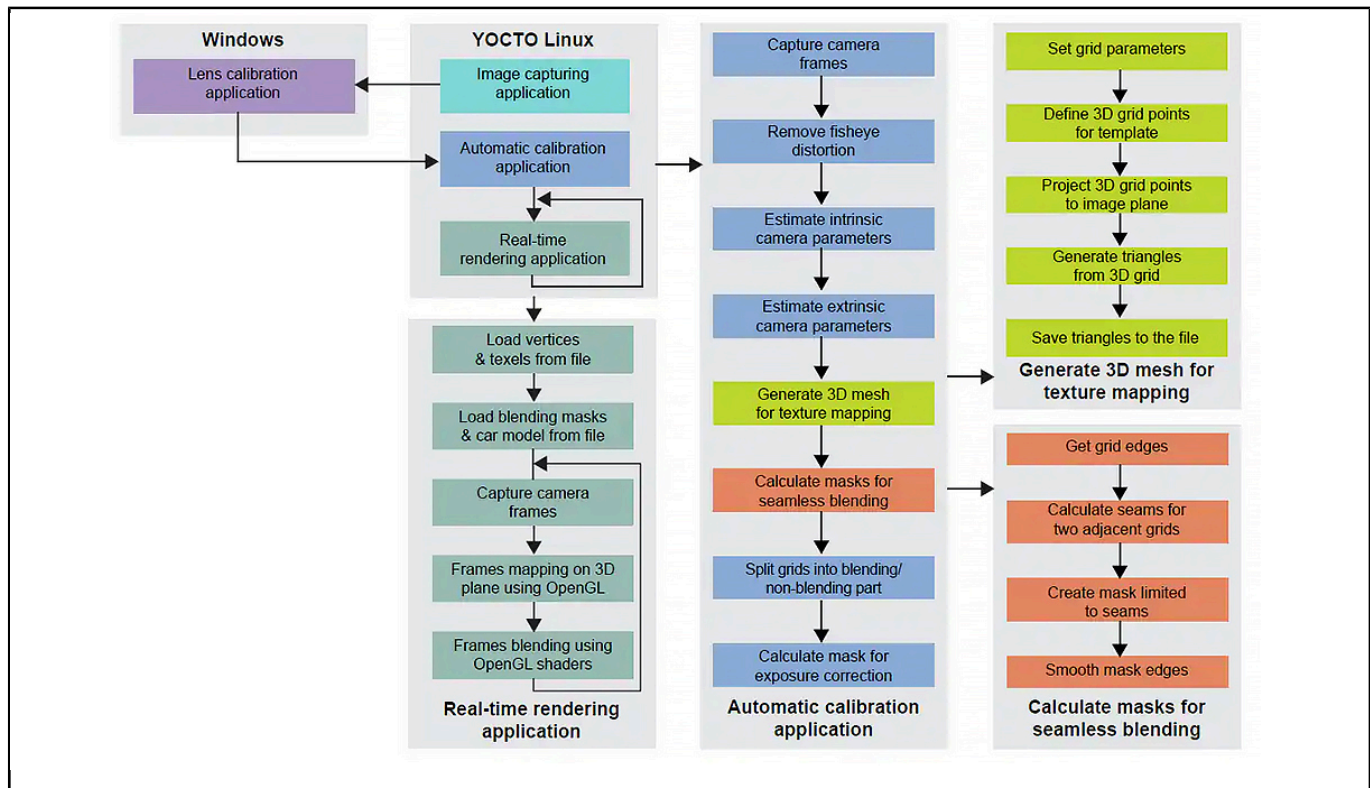 Windows
Lens calibration
application
YOCTO Linux
Image capturing
application
Automatic calibration
application
Real-time
rendering application
Load vertices
& texels from file
Load blending masks
& car model from file
Capture camera
frames
Frames mapping on 3D
plane using OpenGL
Frames blending using
OpenGL shaders
Real-time rendering
application
Capture camera
frames
Remove fisheye
distortion
Estimate intrinsic
camera parameters
Estimate extrinsic
camera parameters
Generate 3D mesh
for texture mapping
Calculate masks for
seamless blending
Split grids into blending/
non-blending part
Calculate mask for
exposure correction
Automatic calibration
application
Set grid parameters
Define 3D grid points
for template
Project 3D grid points
to image plane
Generate triangles
from 3D grid
Save triangles to the file
Generate 3D mesh for
texture mapping
Get grid edges
Calculate seams for
two adjacent grids
Create mask limited
to seams
Smooth mask edges
Calculate masks for
seamless blending